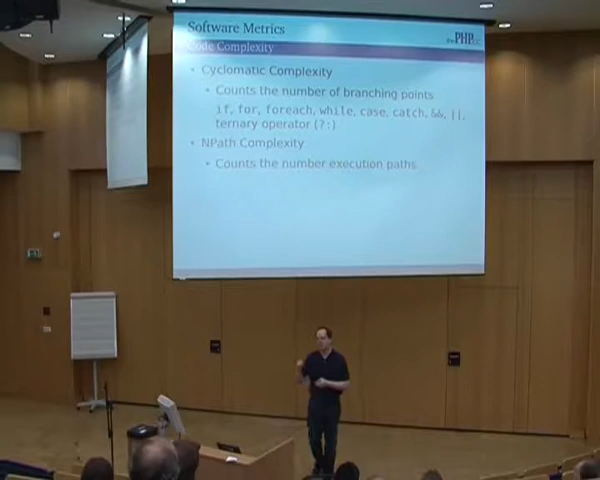 Software Metrics
thePHP.cc
Code Complexity
• Cyclomatic Complexity
• Counts the number of branching points
if, for, foreach, while, case, catch, &&, ||,
ternary operator (?:)
• NPath Complexity
• Counts the number execution paths